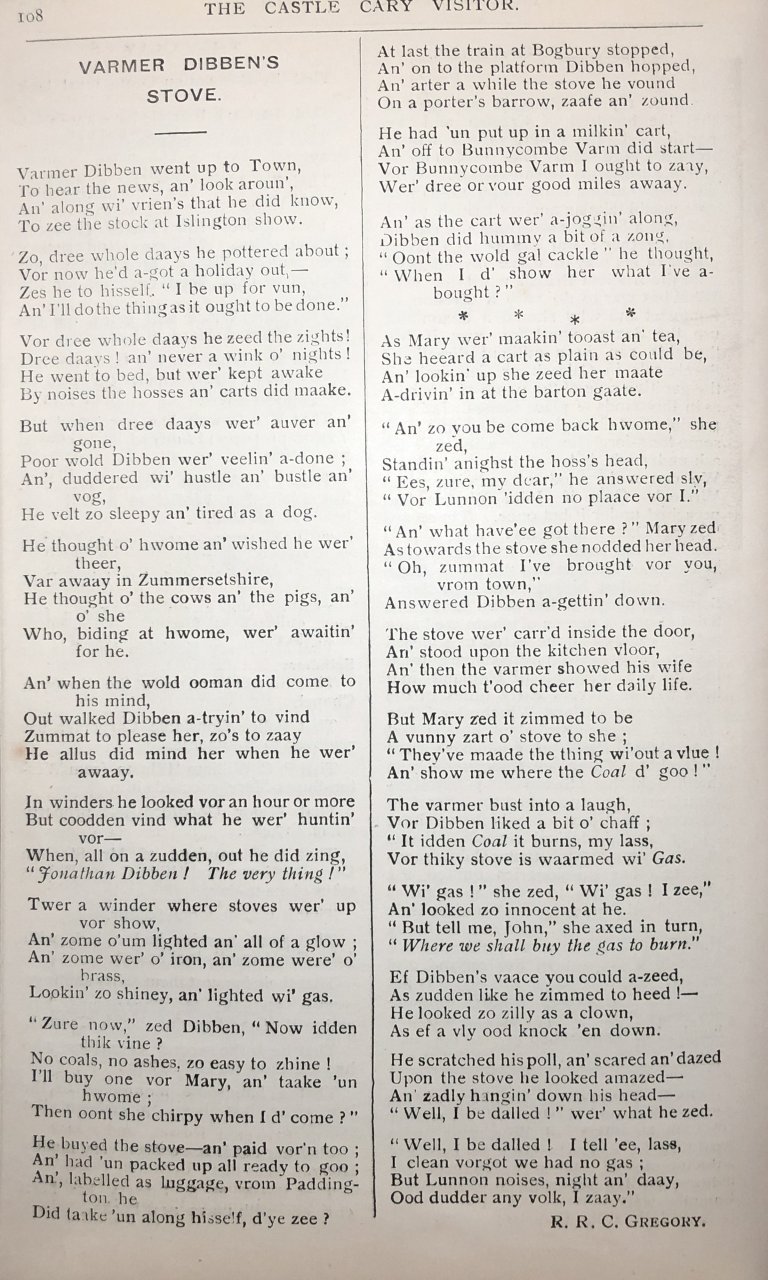 108
THE CASTLE CARY VISITOR.
VARMER DIBBEN'S
STOVE.
Varmer Dibben went up to Town,
To hear the news, an' look aroun',
An' along wi' vrien's that he did know,
To zee the stock at Islington show.
Zo, dree whole daays he pottered about ;
Vor now he'd a-got a holiday out,—
Zes he to hisself, "I be up for vun,
An' I'll do the thing as it ought to be done."
Vor dree whole daays he zeed the zights!
Dree daays ! an' never a wink o' nights !
He went to bed, but wer' kept awake
By noises the hosses an' carts did maake.
But when dree daays wer' auver an'
gone,
Poor wold Dibben wer' veelin' a-done ;
An', duddered wi' hustle an' bustle an'
vog,
He velt zo sleepy an' tired as a dog.
He thought o' hwome an' wished he wer'
theer,
Var awaay in Zummersetshire,
He thought o' the cows an' the pigs, an'
o' she
Who, biding at hwome, wer' awaitin'
for he.
An' when the wold ooman did come to
his mind,
Out walked Dibben a-tryin' to vind
Zummat to please her, zo's to zaay
He allus did mind her when he wer'
awaay.
In winders he looked vor an hour or more
But coodden vind what he wer' huntin'
vor—
When, all on a zudden, out he did zing,
"Jonathan Dibben ! The very thing !"
Twer a winder where stoves wer' up
vor show,
An' zome o'um lighted an' all of a glow ;
An' zome wer' o' iron, an' zome were' o'
brass,
Lookin' zo shiney, an' lighted wi' gas.
"Zure now," zed Dibben, "Now idden
thik vine ?
No coals, no ashes, zo easy to zhine !
I'll buy one vor Mary, an' taake 'un
hwome ;
Then oont she chirpy when I d' come ?"
He buyed the stove—an' paid vor'n too ;
An' had 'un packed up all ready to goo ;
An', labelled as luggage, vrom Padding-
ton, he
Did taake 'un along hisself, d'ye zee ?
At last the train at Bogbury stopped,
An' on to the platform Dibben hopped,
An' arter a while the stove he vound
On a porter's barrow, zaafe an' zound.
He had 'un put up in a milkin' cart,
An' off to Bunnycombe Varm did start—
Vor Bunnycombe Varm I ought to zaay,
Wer' dree or vour good miles awaay.
An' as the cart wer' a-joggin' along,
Dibben did hummy a bit of a zong,
"Oont the wold gal cackle" he thought,
"When I d' show her what I've a-
bought ?"
* * * *
As Mary wer' maakin' tooast an' tea,
She heeard a cart as plain as could be,
An' lookin' up she zeed her maate
A-drivin' in at the barton gaate.
"An' zo you be come back hwome," she
zed,
Standin' anighst the hoss's head,
"Ees, zure, my dear," he answered sly,
"Vor Lunnon 'idden no plaace vor I."
"An' what have'ee got there ?" Mary zed
As towards the stove she nodded her head.
"Oh, zummat I've brought vor you,
vrom town,"
Answered Dibben a-gettin' down.
The stove wer' carr'd inside the door,
An' stood upon the kitchen vloor,
An' then the varmer showed his wife
How much t'ood cheer her daily life.
But Mary zed it zimmed to be
A vunny zart o' stove to she ;
"They've maade the thing wi'out a vlue !
An' show me where the Coal d' goo !"
The varmer bust into a laugh,
Vor Dibben liked a bit o' chaff ;
"It idden Coal it burns, my lass,
Vor thiky stove is waarmed wi' Gas.
"Wi' gas !" she zed, "Wi' gas ! I zee,"
An' looked zo innocent at he.
"But tell me, John," she axed in turn,
"Where we shall buy the gas to burn."
Ef Dibben's vaace you could a-zeed,
As zudden like he zimmed to heed !—
He looked zo zilly as a clown,
As ef a vly ood knock 'en down.
He scratched his poll, an' scared an' dazed
Upon the stove he looked amazed—
An' zadly hangin' down his head—
"Well, I be dalled !" wer' what he zed.
"Well, I be dalled ! I tell 'ee, lass,
I clean vorgot we had no gas ;
But Lunnon noises, night an' daay,
Ood dudder any volk, I zaay."
R. R. C. GREGORY.